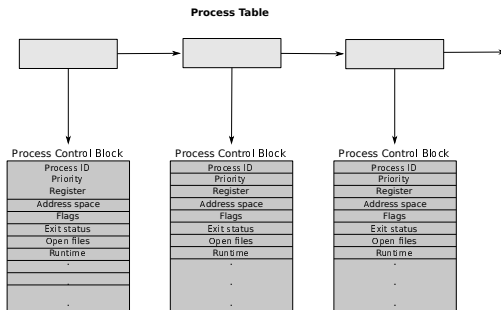 Process Table
Process Control Block
Process ID
Priority
Register
Address space
Flags
Exit status
Open files
Runtime
.
.
.
Process Control Block
Process ID
Priority
Register
Address space
Flags
Exit status
Open files
Runtime
.
.
.
Process Control Block
Process ID
Priority
Register
Address space
Flags
Exit status
Open files
Runtime
.
.
.